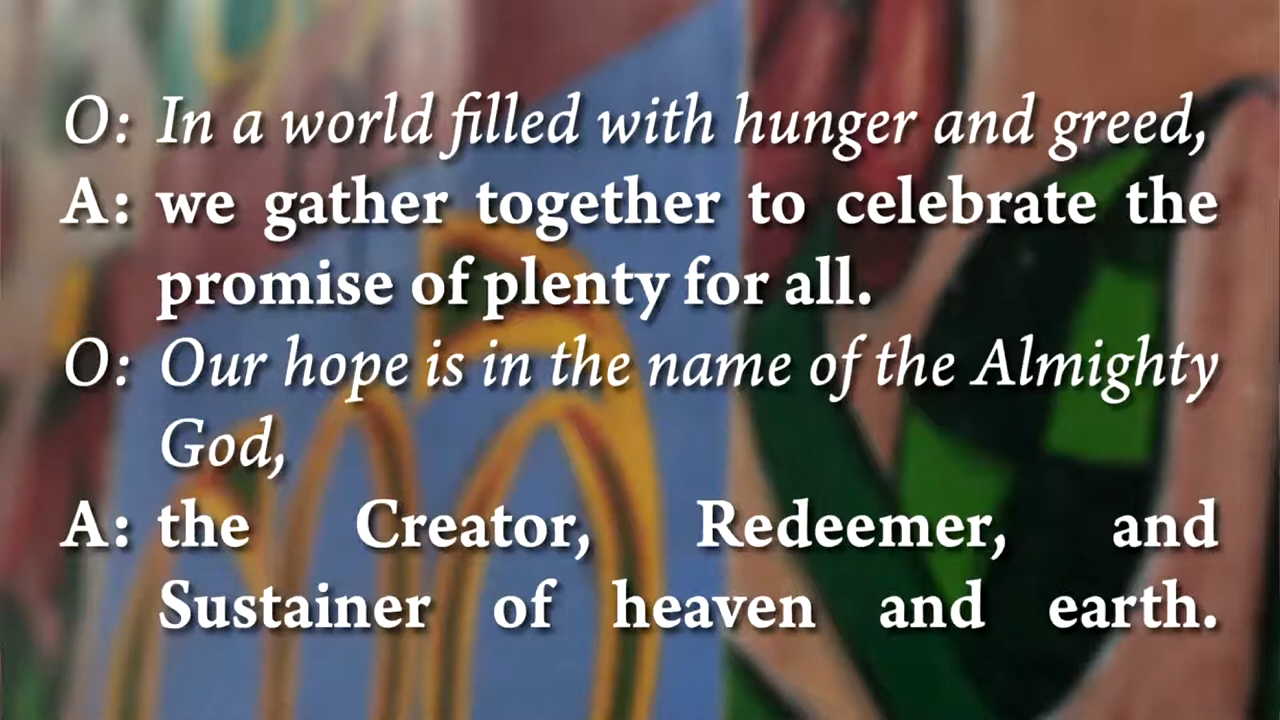 O: In a world filled with hunger and greed,
A: we gather together to celebrate the
promise of plenty for all.
O: Our hope is in the name of the Almighty
God,
A: the Creator, Redeemer, and
Sustainer of heaven and earth.